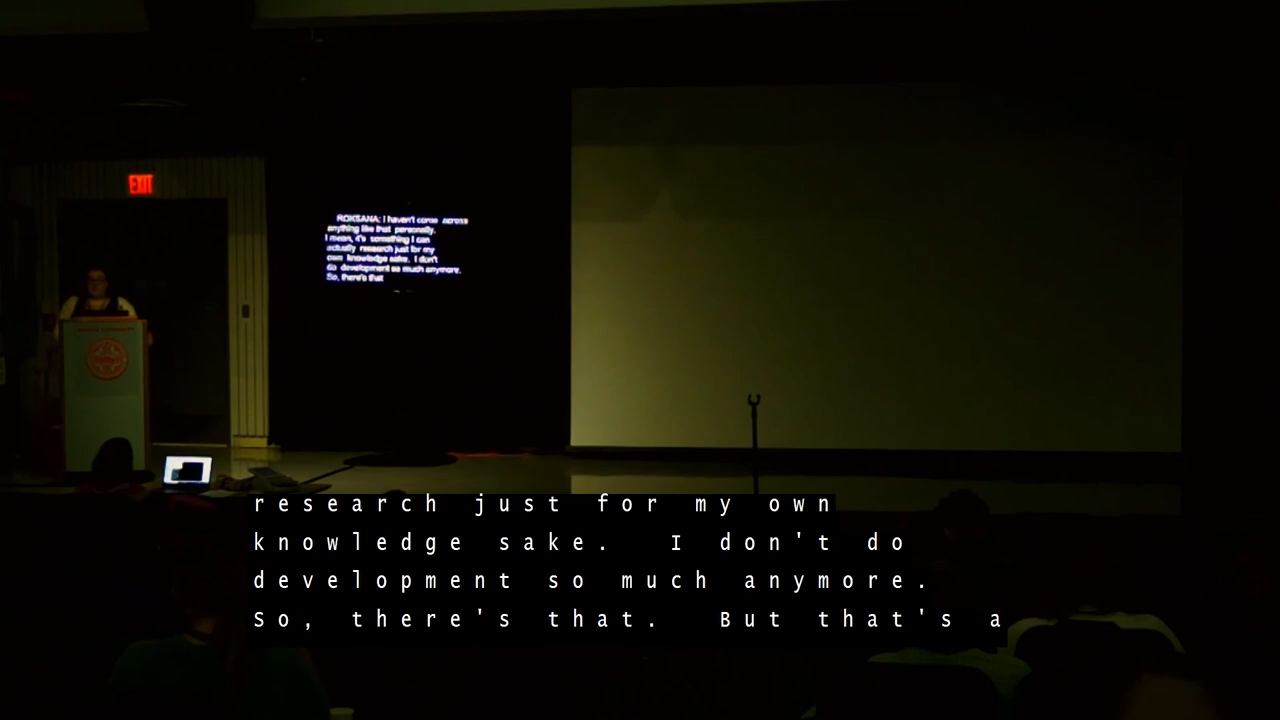 EXIT
ROKSANA: I haven't come across
anything like that personally.
I mean, it's something I can
actually research just for my
own knowledge sake. I don't
do development so much anymore.
So, there's that
research just for my own
knowledge sake. I don't do
development so much anymore.
So, there's that. But that's a